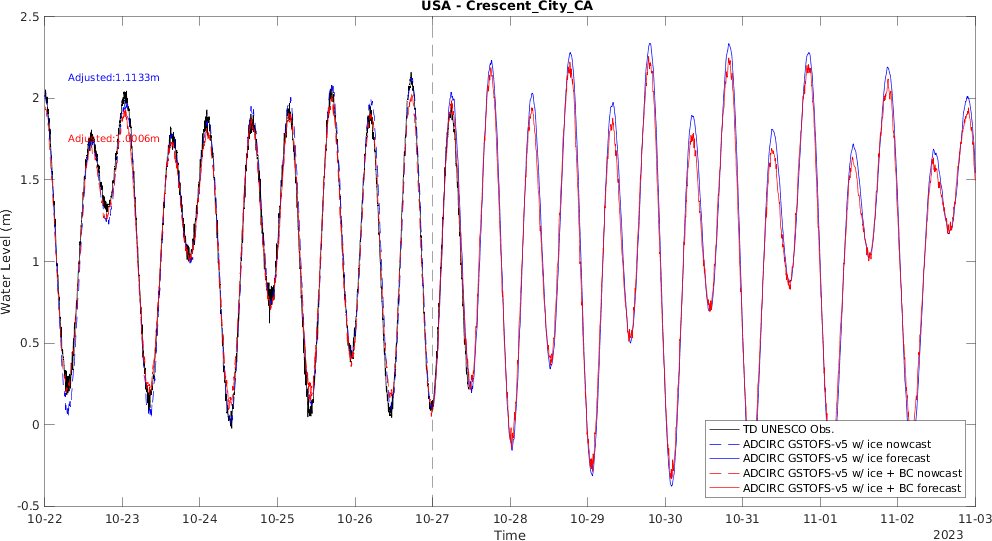 USA - Crescent_City_CA
2.5
2
1.5
1
0.5
0
-0.5
Water Level (m)
Adjusted:1.1133m
Adjusted:1.0006m
TD UNESCO Obs.
ADCIRC GSTOFS-v5 w/ ice nowcast
ADCIRC GSTOFS-v5 w/ ice forecast
ADCIRC GSTOFS-v5 w/ ice + BC nowcast
ADCIRC GSTOFS-v5 w/ ice + BC forecast
10-22 10-23 10-24 10-25 10-26 10-27 10-28 10-29 10-30 10-31 11-01 11-02 11-03
Time
2023